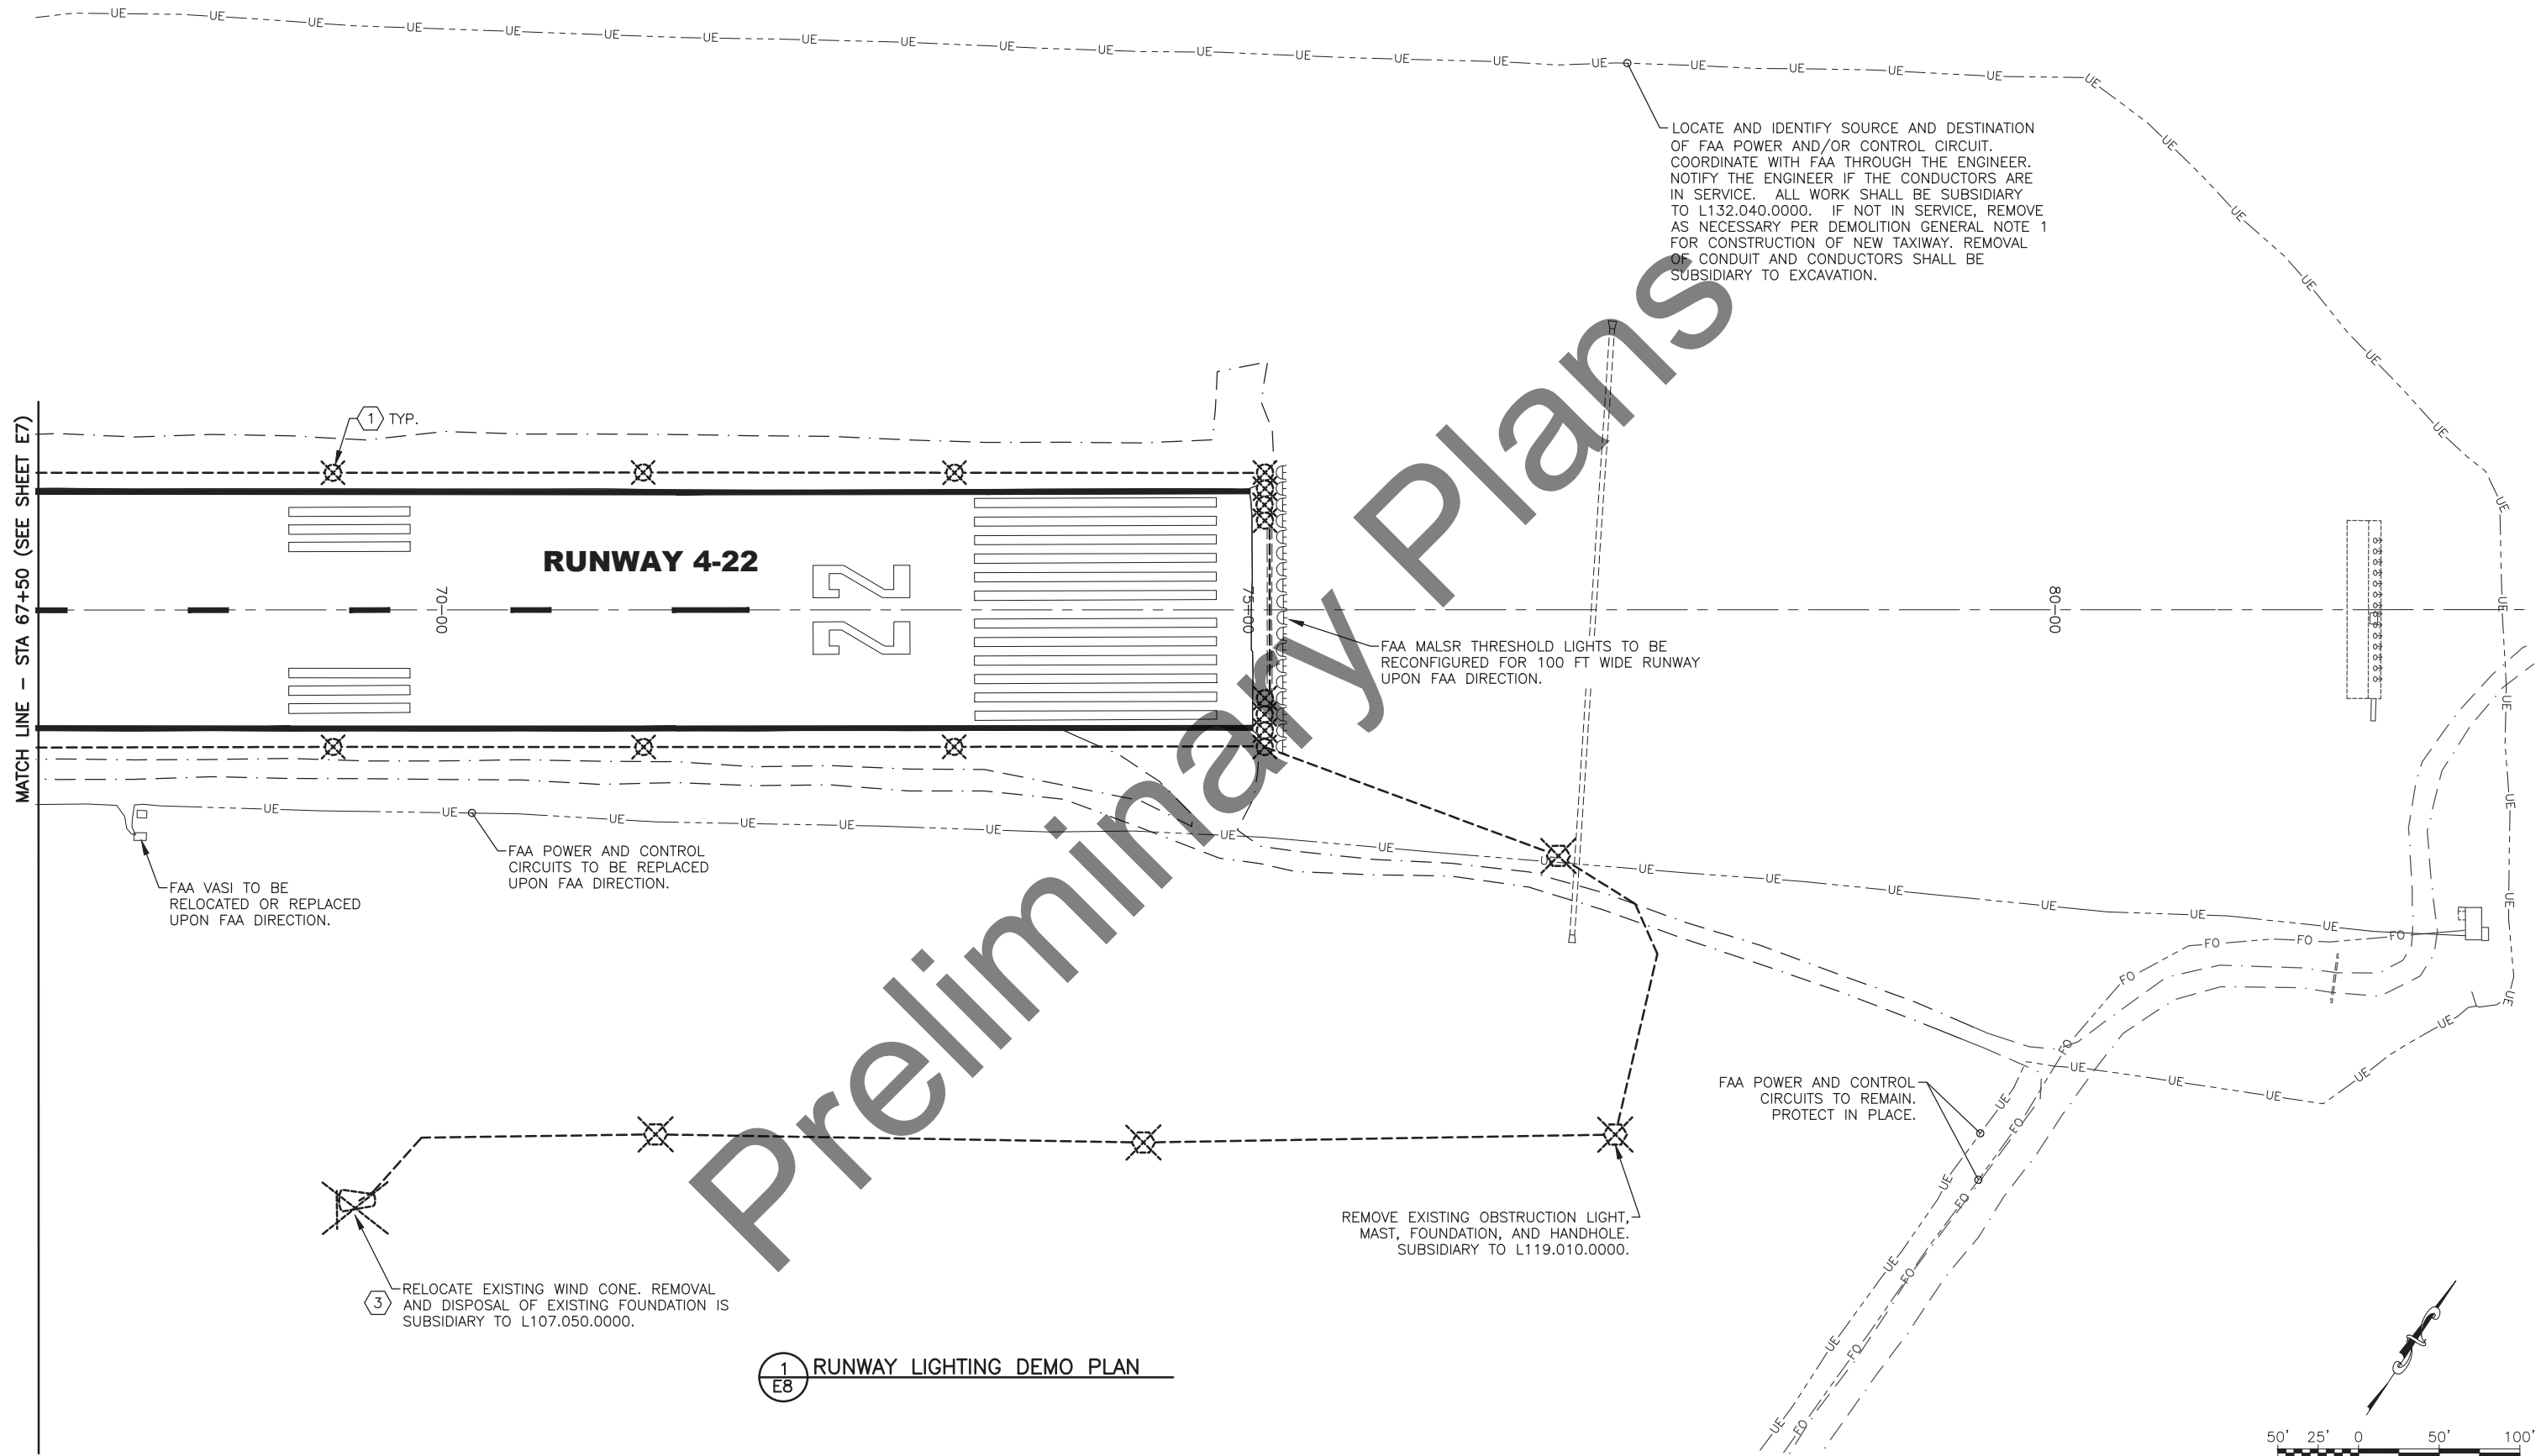 LOCATE AND IDENTIFY SOURCE AND DESTINATION
OF FAA POWER AND/OR CONTROL CIRCUIT.
COORDINATE WITH FAA THROUGH THE ENGINEER.
NOTIFY THE ENGINEER IF THE CONDUCTORS ARE
IN SERVICE. ALL WORK SHALL BE SUBSIDIARY
TO L132.040.0000. IF NOT IN SERVICE, REMOVE
AS NECESSARY PER DEMOLITION GENERAL NOTE 1
FOR CONSTRUCTION OF NEW TAXIWAY. REMOVAL
OF CONDUIT AND CONDUCTORS SHALL BE
SUBSIDIARY TO EXCAVATION.
MATCH LINE - STA 67+50 (SEE SHEET E7)
1 TYP.
RUNWAY 4-22
22
70+00
75+00
80+00
FAA MALSR THRESHOLD LIGHTS TO BE
RECONFIGURED FOR 100 FT WIDE RUNWAY
UPON FAA DIRECTION.
FAA POWER AND CONTROL
CIRCUITS TO BE REPLACED
UPON FAA DIRECTION.
FAA VASI TO BE
RELOCATED OR REPLACED
UPON FAA DIRECTION.
FAA POWER AND CONTROL
CIRCUITS TO REMAIN.
PROTECT IN PLACE.
REMOVE EXISTING OBSTRUCTION LIGHT,
MAST, FOUNDATION, AND HANDHOLE.
SUBSIDIARY TO L119.010.0000.
3
RELOCATE EXISTING WIND CONE. REMOVAL
AND DISPOSAL OF EXISTING FOUNDATION IS
SUBSIDIARY TO L107.050.0000.
UE
FO
Preliminary Plans
1
E8
RUNWAY LIGHTING DEMO PLAN
50' 25' 0 50' 100'